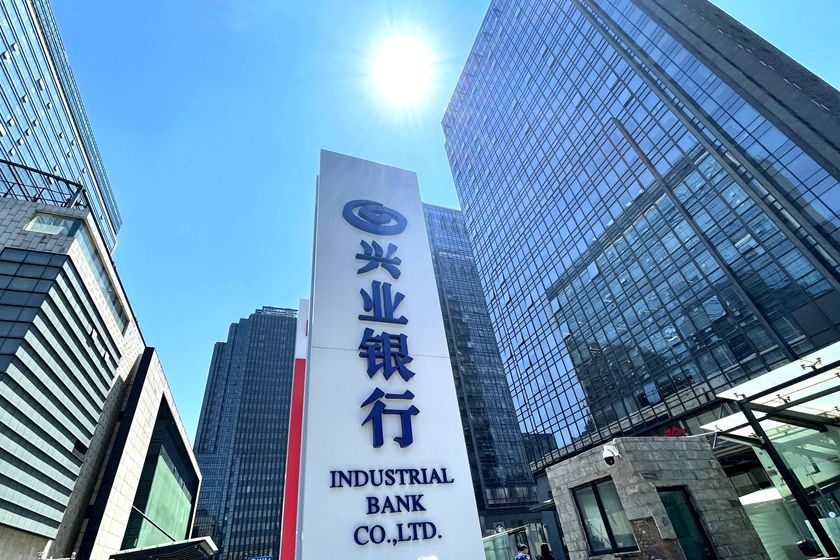 兴业银行
INDUSTRIAL
BANK
CO.,LTD.